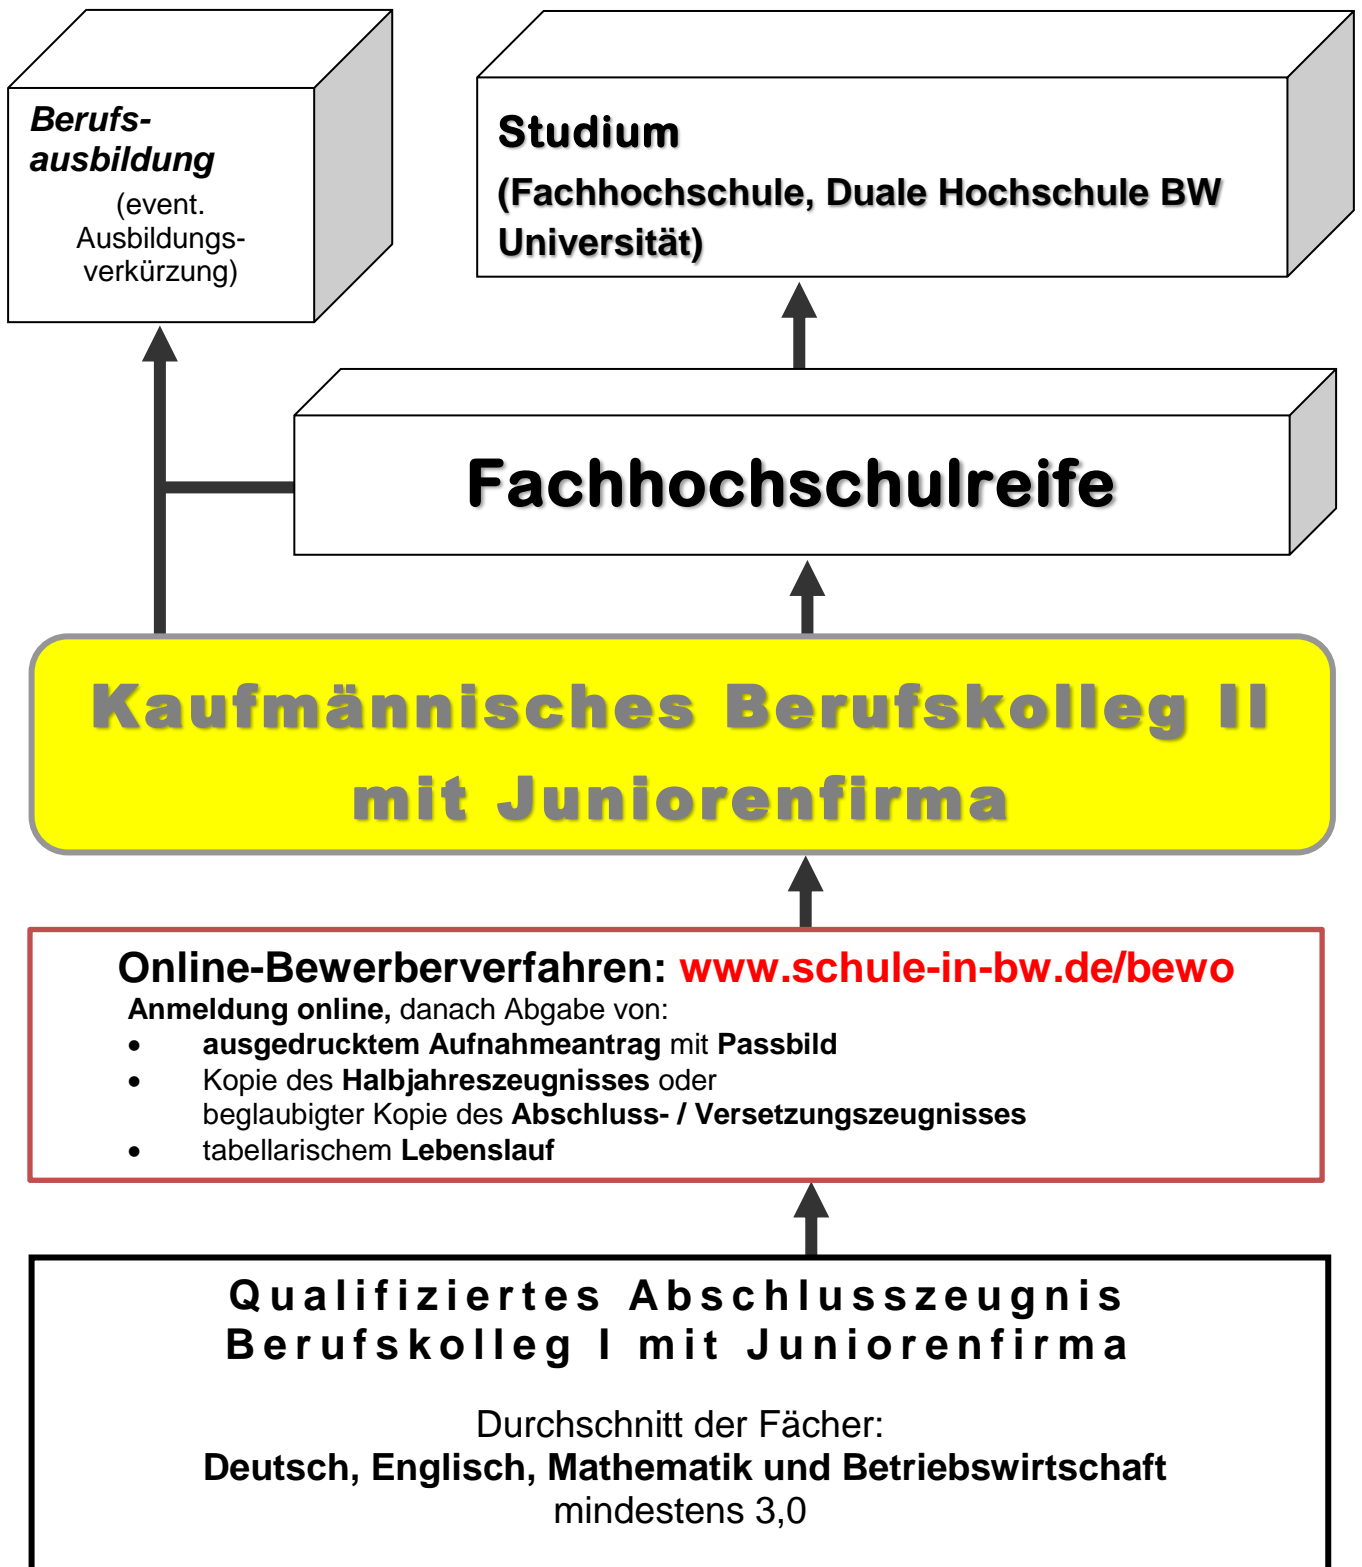 Berufs-
ausbildung
(event.
Ausbildungs-
verkürzung)
Studium
(Fachhochschule, Duale Hochschule BW
Universität)
Fachhochschulreife
Kaufmännisches Berufskolleg II
mit Juniorenfirma
Online-Bewerberverfahren: www.schule-in-bw.de/bewo
Anmeldung online, danach Abgabe von:
• ausgedrucktem Aufnahmeantrag mit Passbild
• Kopie des Halbjahreszeugnisses oder
beglaubigter Kopie des Abschluss- / Versetzungszeugnisses
• tabellarischem Lebenslauf
Qualifiziertes Abschlusszeugnis
Berufskolleg I mit Juniorenfirma
Durchschnitt der Fächer:
Deutsch, Englisch, Mathematik und Betriebswirtschaft
mindestens 3,0